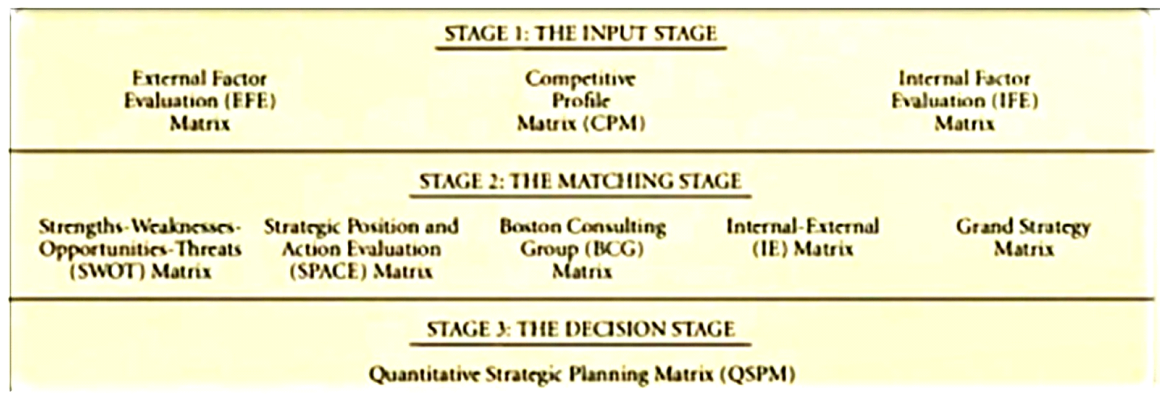 STAGE 1: THE INPUT STAGE
External Factor
Evaluation (EFE)
Matrix
Competitive
Profile
Matrix (CPM)
Internal Factor
Evaluation (IFE)
Matrix
STAGE 2: THE MATCHING STAGE
Strengths-Weaknesses-
Opportunities-Threats
(SWOT) Matrix
Strategic Position and
Action Evaluation
(SPACE) Matrix
Boston Consulting
Group (BCG)
Matrix
Internal-External
(IE) Matrix
Grand Strategy
Matrix
STAGE 3: THE DECISION STAGE
Quantitative Strategic Planning Matrix (QSPM)